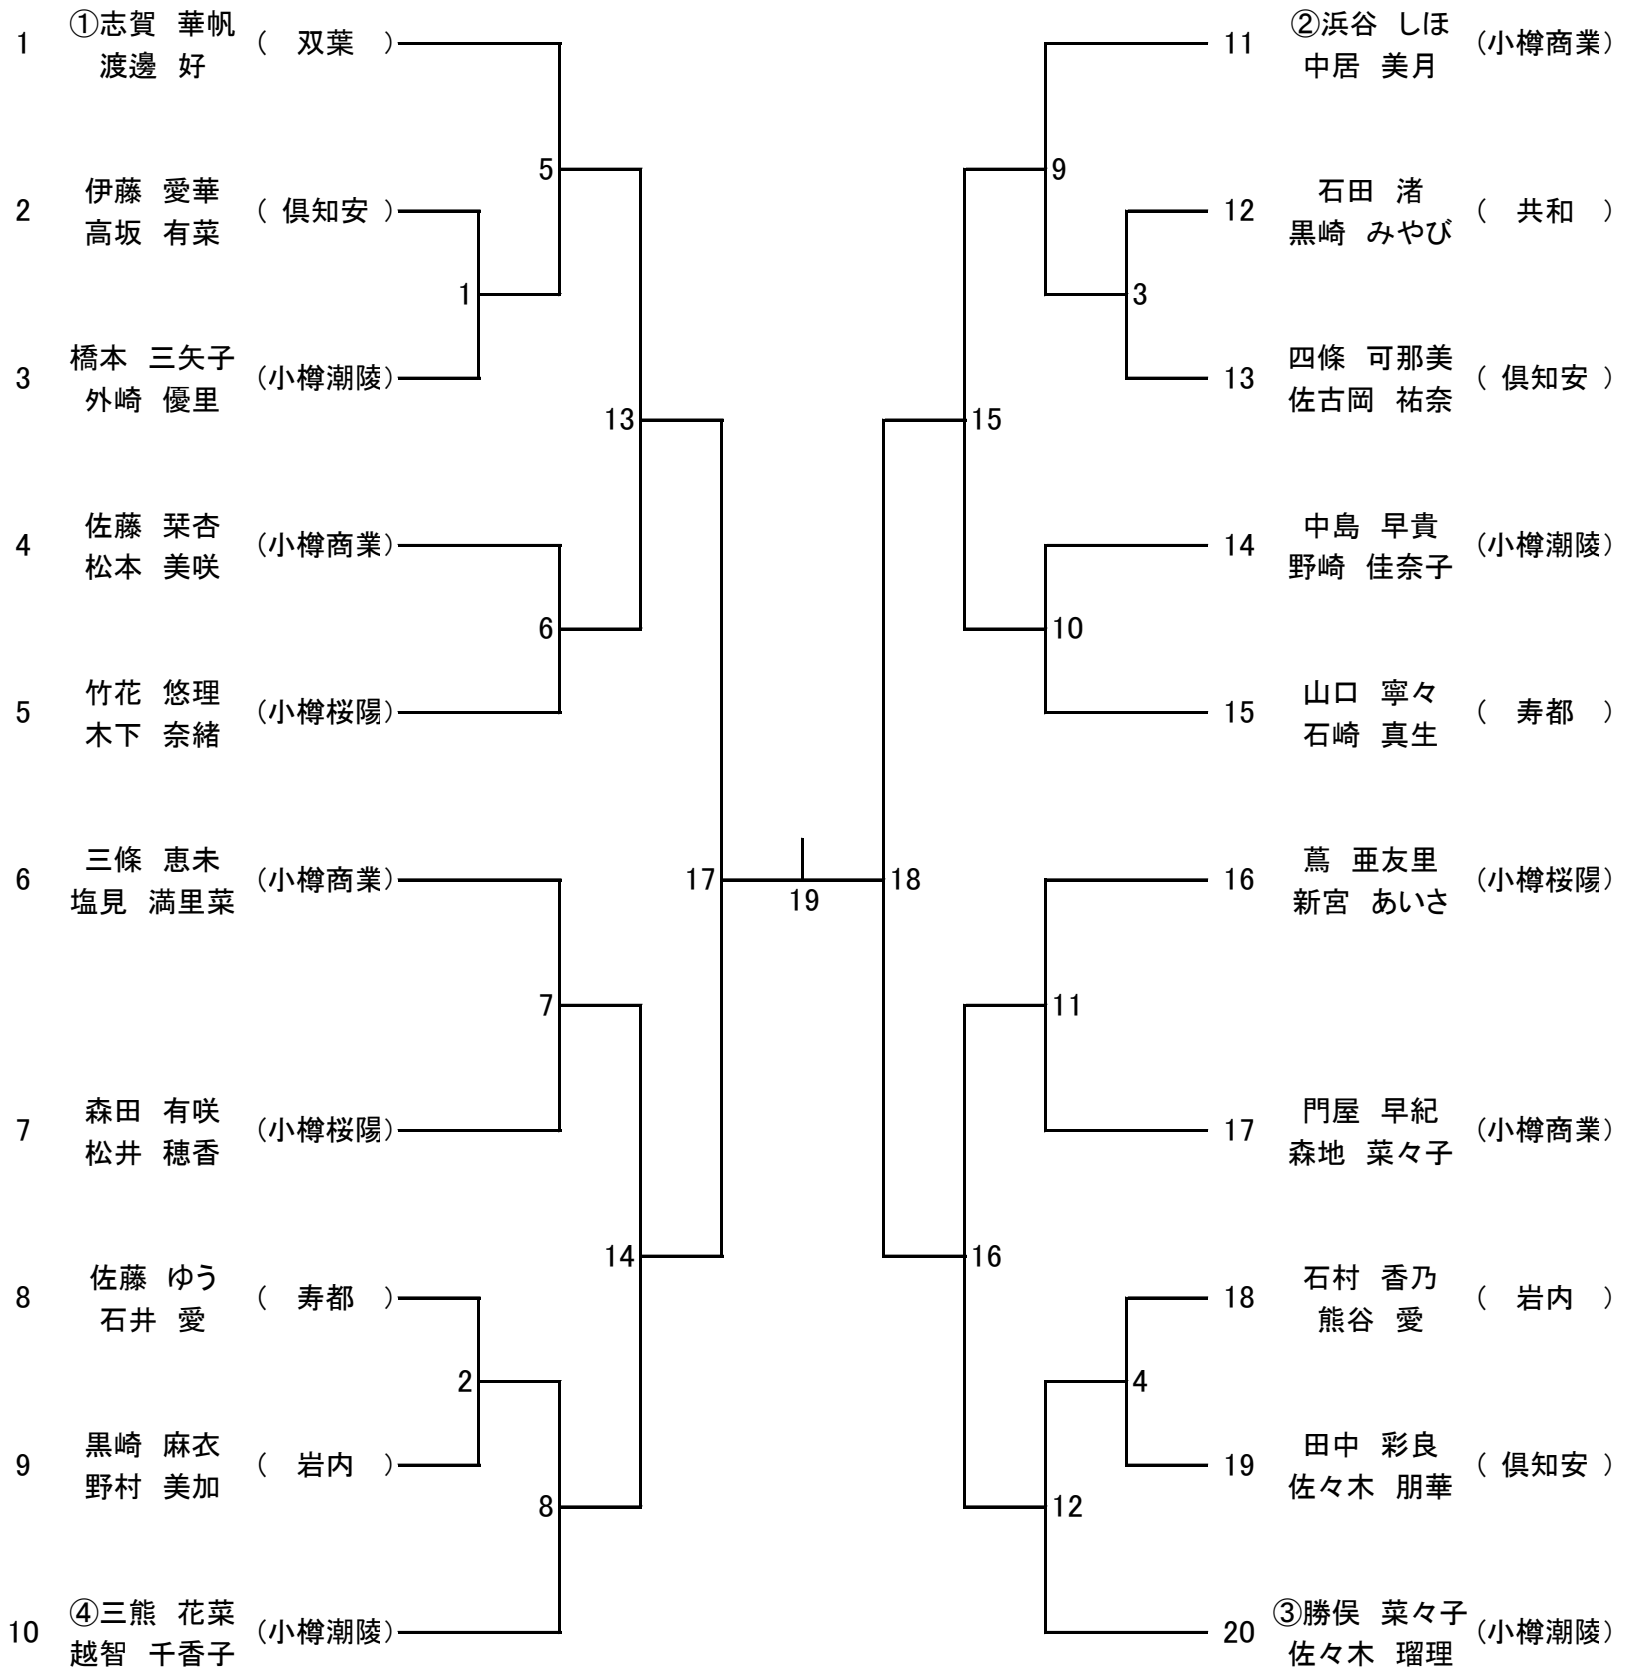 ①志賀 華帆
1 ( 双葉 )
渡邊 好
伊藤 愛華
2 ( 倶知安 )
高坂 有菜
橋本 三矢子
3 (小樽潮陵)
外崎 優里
佐藤 栞杏
4 (小樽商業)
松本 美咲
竹花 悠理
5 (小樽桜陽)
木下 奈緒
三條 恵未
6 (小樽商業)
塩見 満里菜
森田 有咲
7 (小樽桜陽)
松井 穂香
佐藤 ゆう
8 ( 寿都 )
石井 愛
黒崎 麻衣
9 ( 岩内 )
野村 美加
④三熊 花菜
10 (小樽潮陵)
越智 千香子
5
1
13
6
17
7
14
2
8
19
18
9
3
15
10
11
16
4
12
②浜谷 しほ
11 (小樽商業)
中居 美月
石田 渚
12 ( 共和 )
黒崎 みやび
四條 可那美
13 ( 倶知安 )
佐古岡 祐奈
中島 早貴
14 (小樽潮陵)
野崎 佳奈子
山口 寧々
15 ( 寿都 )
石崎 真生
蔦 亜友里
16 (小樽桜陽)
新宮 あいさ
門屋 早紀
17 (小樽商業)
森地 菜々子
石村 香乃
18 ( 岩内 )
熊谷 愛
田中 彩良
19 ( 倶知安 )
佐々木 朋華
③勝俣 菜々子
20 (小樽潮陵)
佐々木 瑠理